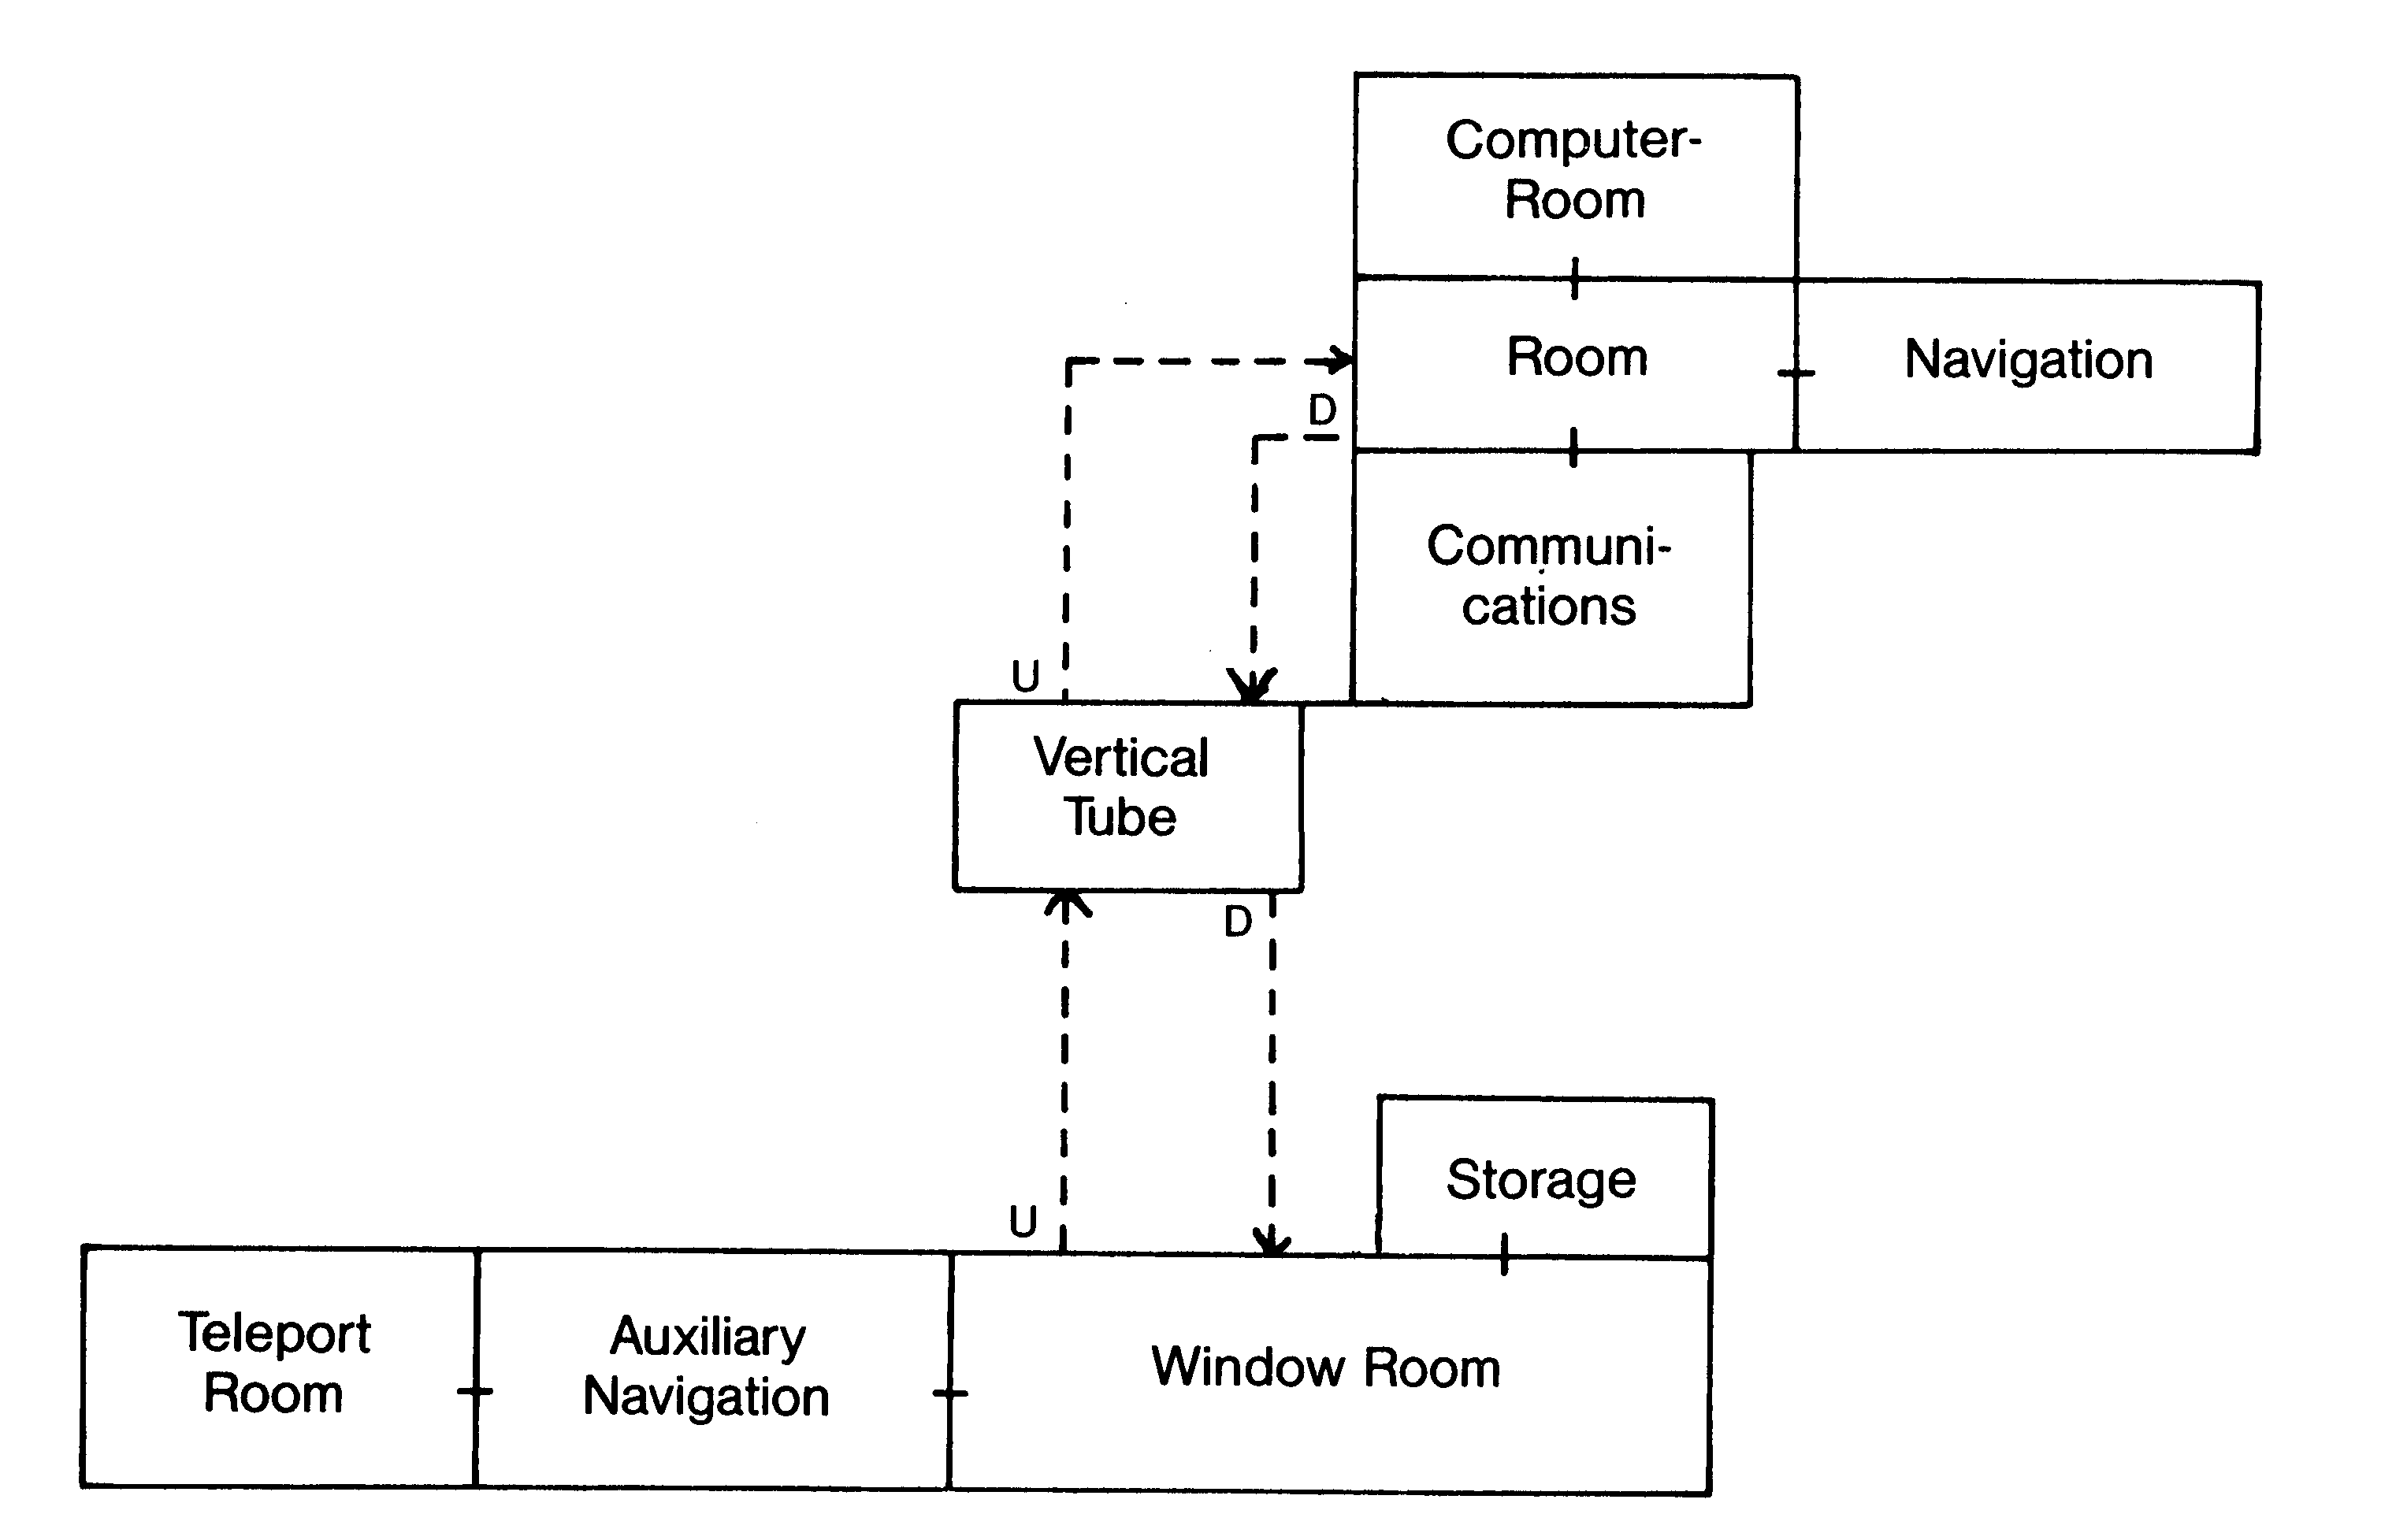 Computer-
Room
Room
Navigation
D
Communi-
cations
U
Vertical
Tube
D
Storage
U
Teleport
Room
Auxiliary
Navigation
Window Room